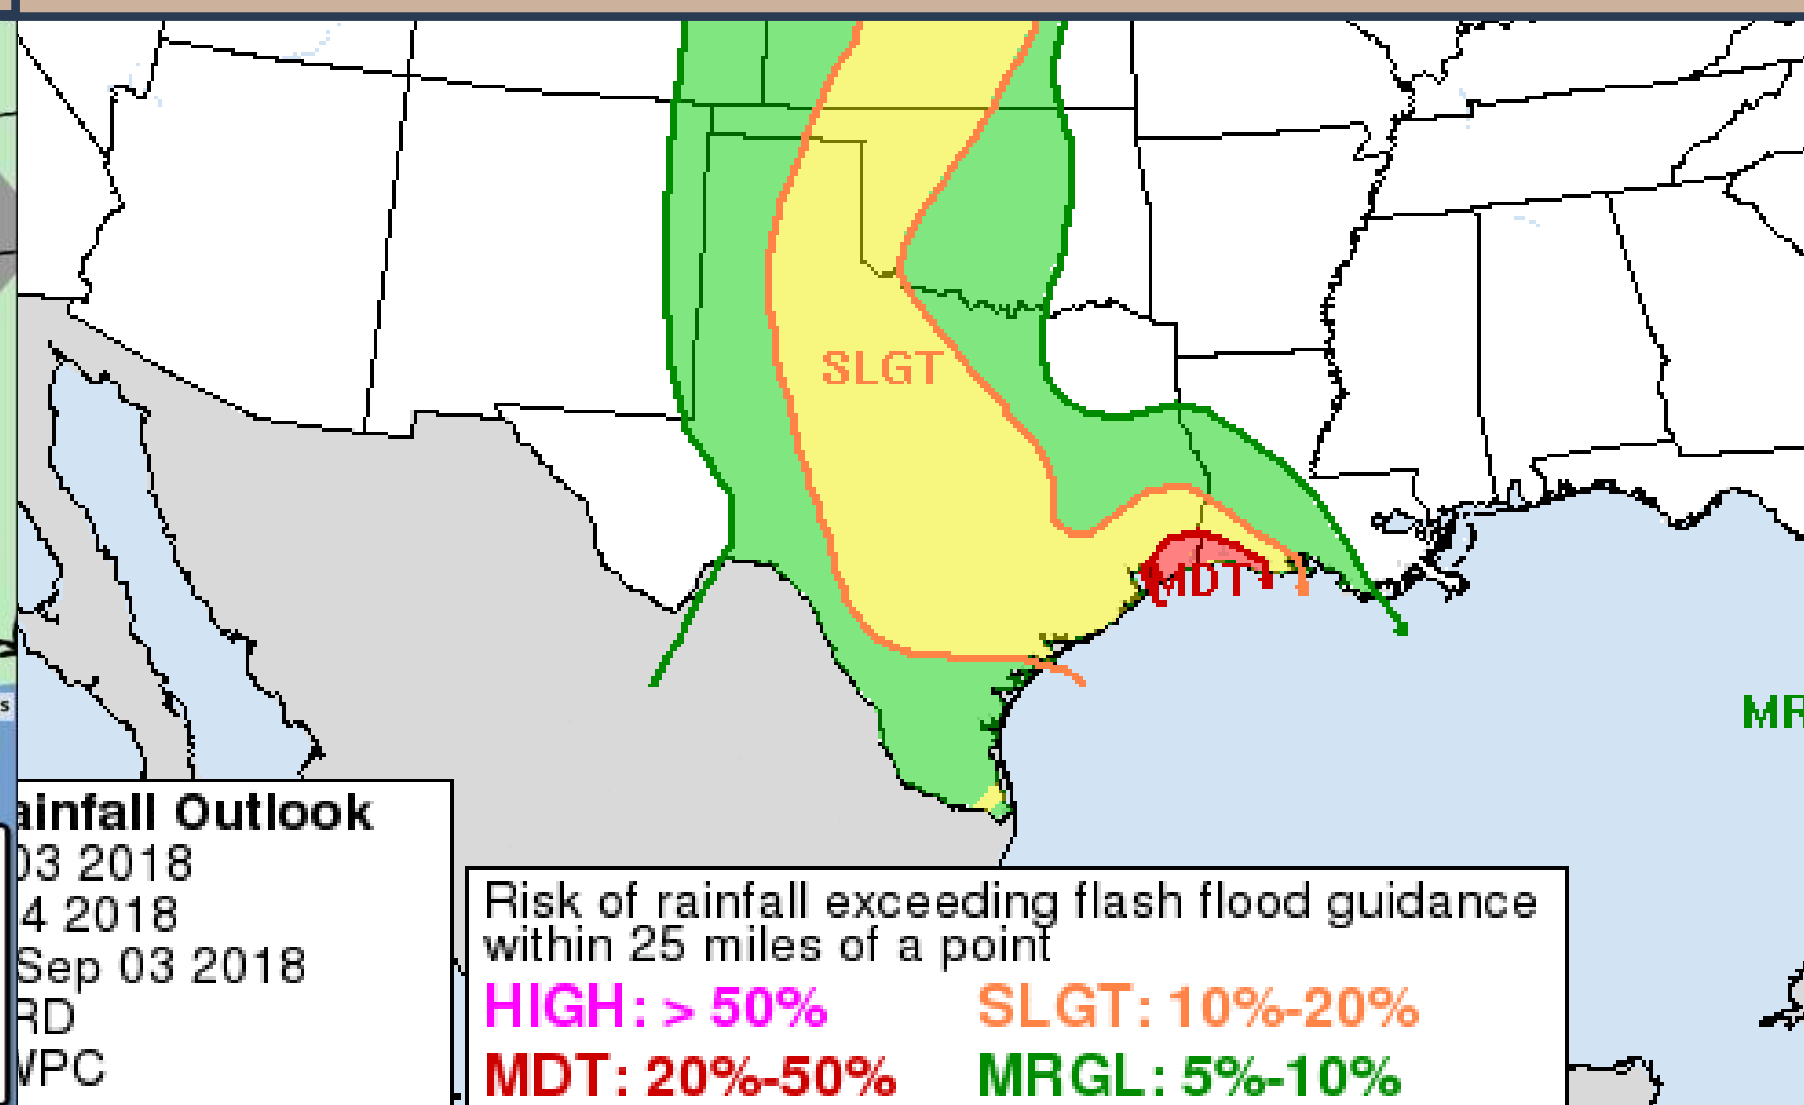 SLGT
MDT
MR
s
ainfall Outlook
03 2018
4 2018
Sep 03 2018
RD
WPC
Risk of rainfall exceeding flash flood guidance
within 25 miles of a point
HIGH: > 50% SLGT: 10%-20%
MDT: 20%-50% MRGL: 5%-10%